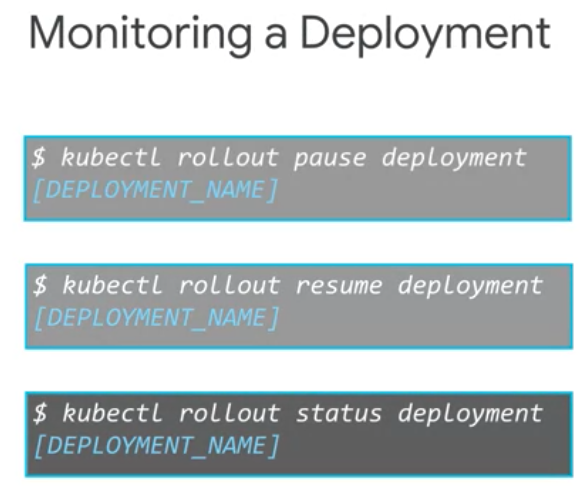 Monitoring a Deployment
$ kubectl rollout pause deployment
[DEPLOYMENT_NAME]
$ kubectl rollout resume deployment
[DEPLOYMENT_NAME]
$ kubectl rollout status deployment
[DEPLOYMENT_NAME]